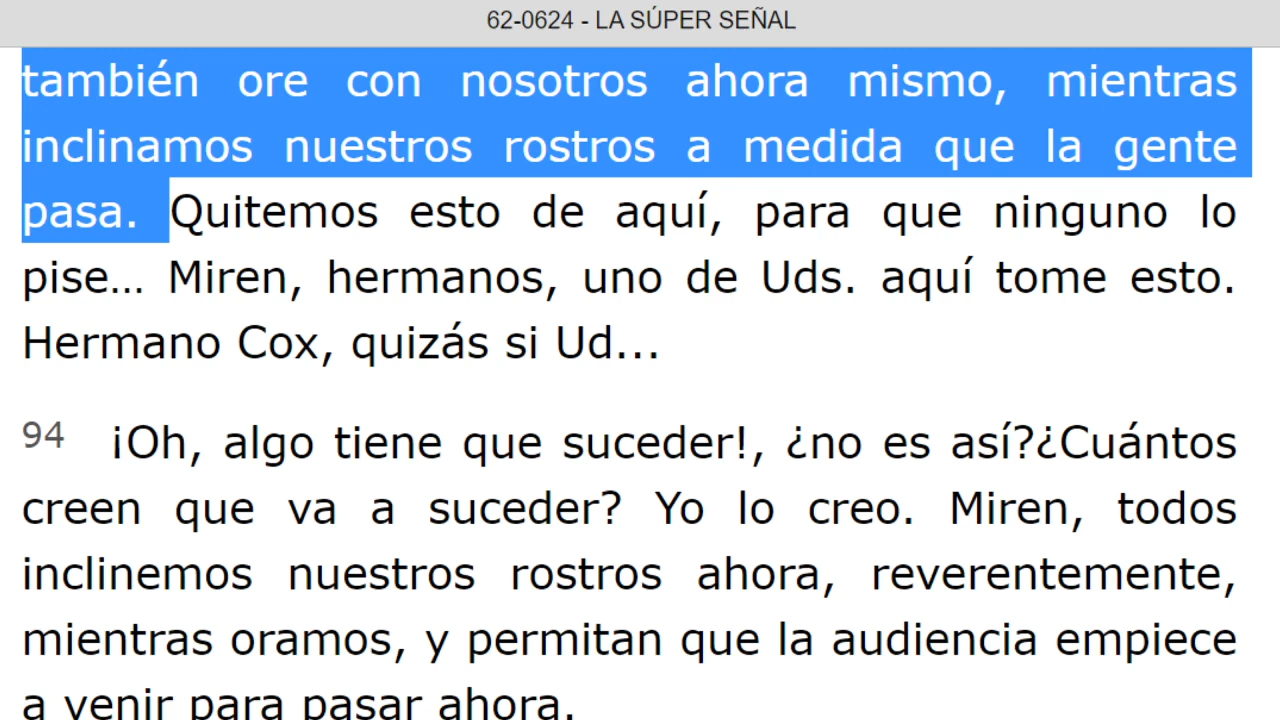 62-0624 - LA SÚPER SEÑAL
también ore con nosotros ahora mismo, mientras
inclinamos nuestros rostros a medida que la gente
pasa. Quitemos esto de aquí, para que ninguno lo
pise... Miren, hermanos, uno de Uds. aquí tome esto.
Hermano Cox, quizás si Ud...
94 ¡Oh, algo tiene que suceder!, ¿no es así?¿Cuántos
creen que va a suceder? Yo lo creo. Miren, todos
inclinemos nuestros rostros ahora, reverentemente,
mientras oramos, y permitan que la audiencia empiece
a venir para pasar ahora.